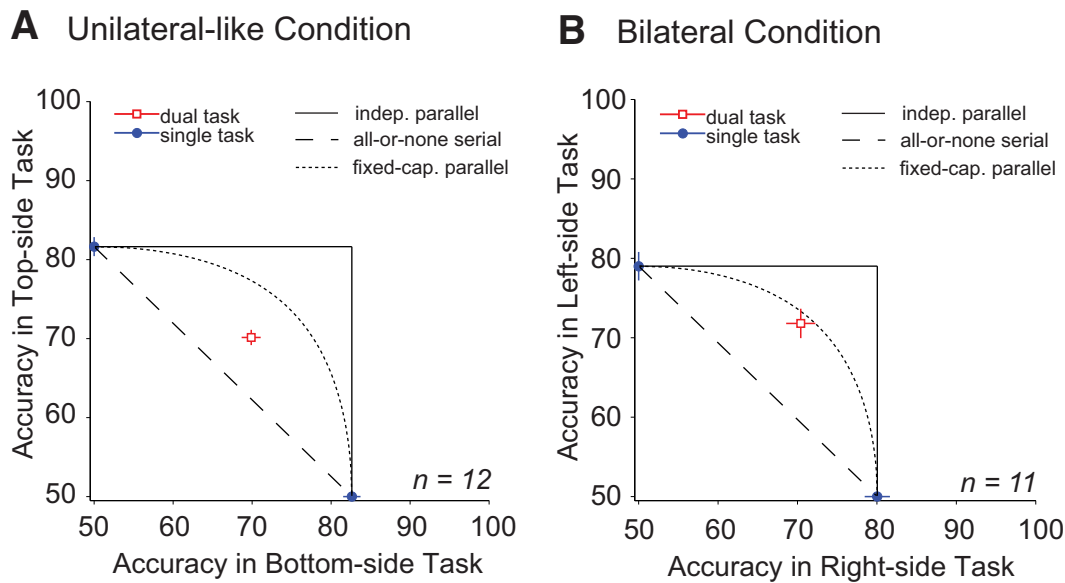 A Unilateral-like Condition
dual task
single task
indep. parallel
all-or-none serial
fixed-cap. parallel
100
90
80
70
60
50
Accuracy in Top-side Task
n = 12
50 60 70 80 90 100
Accuracy in Bottom-side Task
B Bilateral Condition
dual task
single task
indep. parallel
all-or-none serial
fixed-cap. parallel
100
90
80
70
60
50
Accuracy in Left-side Task
n = 11
50 60 70 80 90 100
Accuracy in Right-side Task